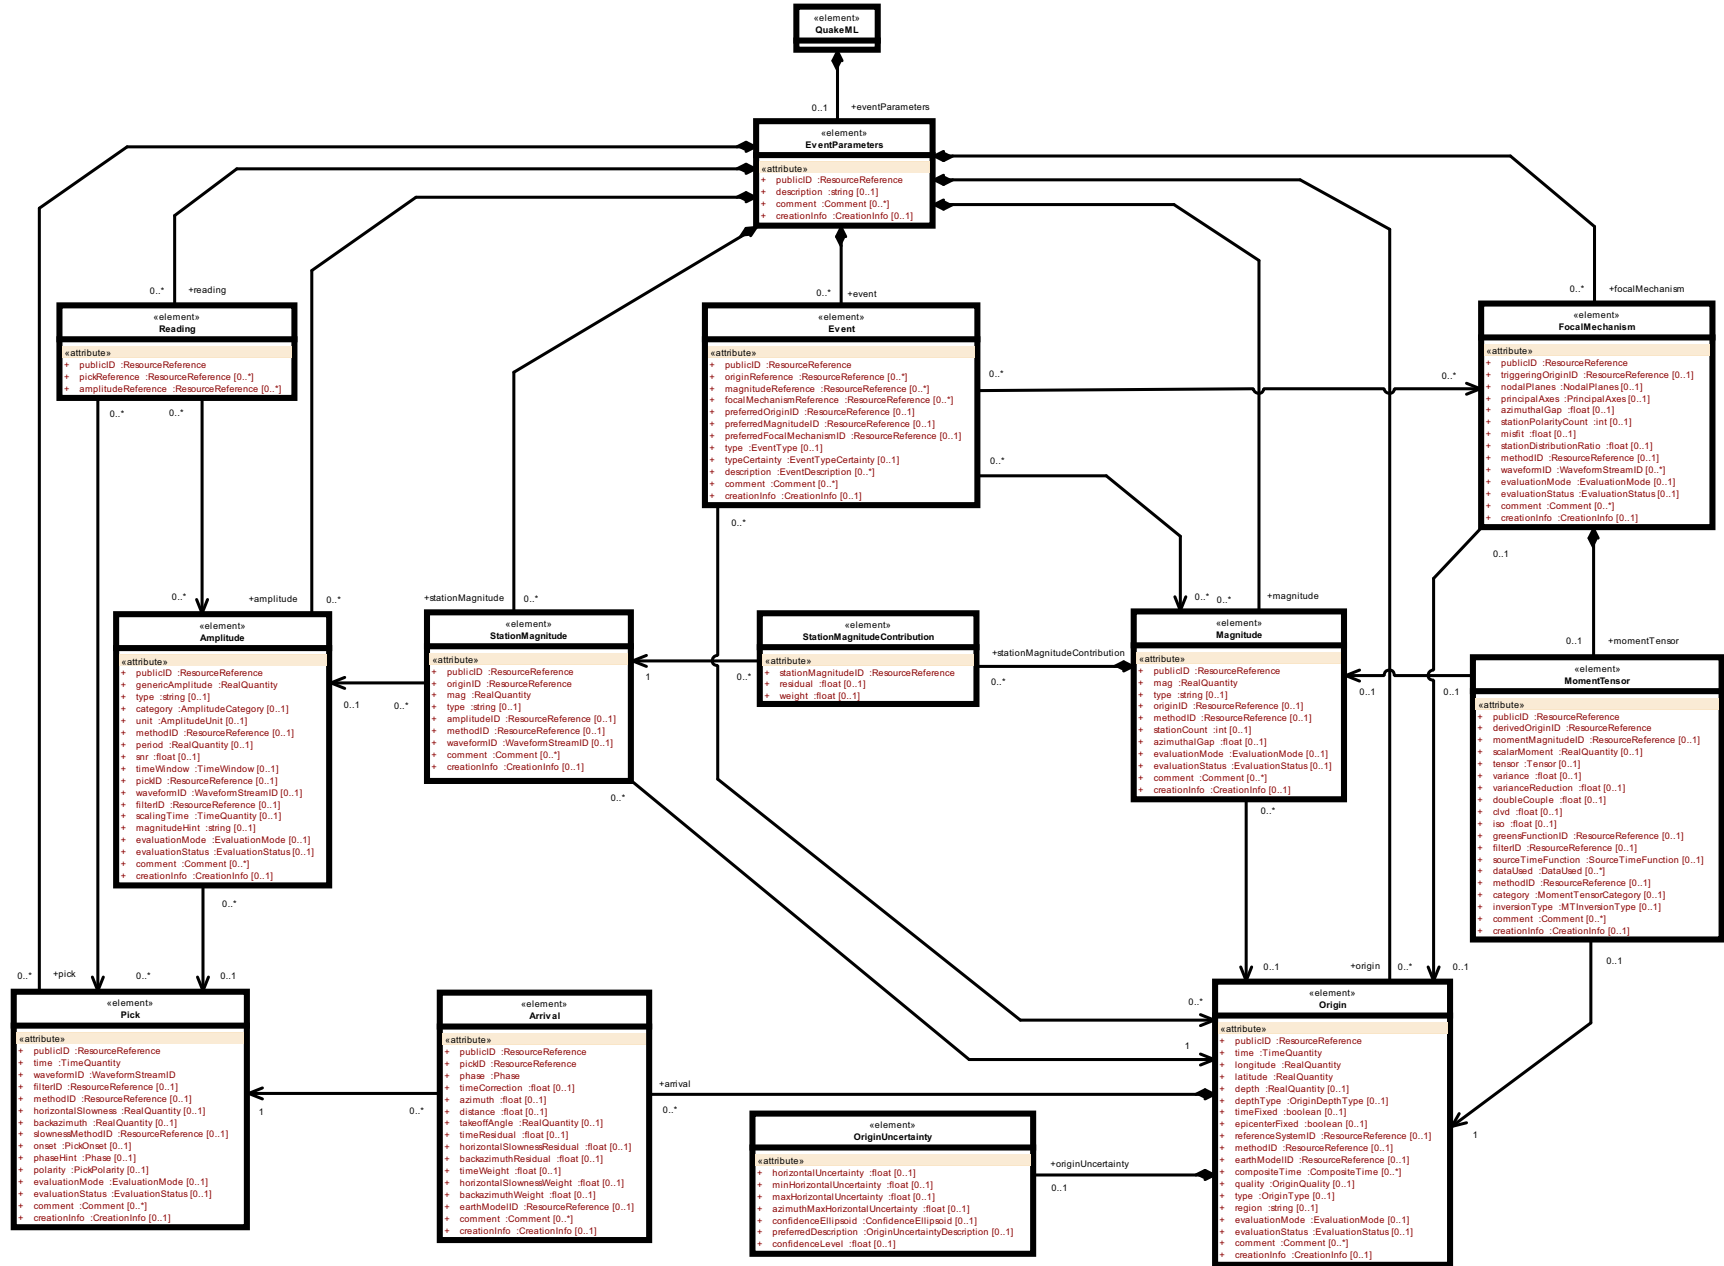 «element»
QuakeML
0..1 +eventParameters
«element»
EventParameters
«attribute»
+ publicID :ResourceReference
+ description :string [0..1]
+ comment :Comment [0..*]
+ creationInfo :CreationInfo [0..1]
0..* +reading
0..* +event
0..* +focalMechanism
«element»
Reading
«attribute»
+ publicID :ResourceReference
+ pickReference :ResourceReference [0..*]
+ amplitudeReference :ResourceReference [0..*]
0..* 0..*
«element»
Event
«attribute»
+ publicID :ResourceReference
+ originReference :ResourceReference [0..*]
+ magnitudeReference :ResourceReference [0..*]
+ focalMechanismReference :ResourceReference [0..*]
+ preferredOriginID :ResourceReference [0..1]
+ preferredMagnitudeID :ResourceReference [0..1]
+ preferredFocalMechanismID :ResourceReference [0..1]
+ type :EventType [0..1]
+ typeCertainty :EventTypeCertainty [0..1]
+ description :EventDescription [0..*]
+ comment :Comment [0..*]
+ creationInfo :CreationInfo [0..1]
0..* 0..*
0..*
0..*
«element»
FocalMechanism
«attribute»
+ publicID :ResourceReference
+ triggeringOriginID :ResourceReference [0..1]
+ nodalPlanes :NodalPlanes [0..1]
+ principalAxes :PrincipalAxes [0..1]
+ azimuthalGap :float [0..1]
+ stationPolarityCount :int [0..1]
+ misfit :float [0..1]
+ stationDistributionRatio :float [0..1]
+ methodID :ResourceReference [0..1]
+ waveformID :WaveformStreamID [0..*]
+ evaluationMode :EvaluationMode [0..1]
+ evaluationStatus :EvaluationStatus [0..1]
+ comment :Comment [0..*]
+ creationInfo :CreationInfo [0..1]
0..1
0..* +amplitude 0..*
+stationMagnitude 0..*
0..* 0..* +magnitude
0..1 +momentTensor
«element»
Amplitude
«attribute»
+ publicID :ResourceReference
+ genericAmplitude :RealQuantity
+ type :string [0..1]
+ category :AmplitudeCategory [0..1]
+ unit :AmplitudeUnit [0..1]
+ methodID :ResourceReference [0..1]
+ period :RealQuantity [0..1]
+ snr :float [0..1]
+ timeWindow :TimeWindow [0..1]
+ pickID :ResourceReference [0..1]
+ waveformID :WaveformStreamID [0..1]
+ filterID :ResourceReference [0..1]
+ scalingTime :TimeQuantity [0..1]
+ magnitudeHint :string [0..1]
+ evaluationMode :EvaluationMode [0..1]
+ evaluationStatus :EvaluationStatus [0..1]
+ comment :Comment [0..*]
+ creationInfo :CreationInfo [0..1]
0..*
0..1 0..*
«element»
StationMagnitude
«attribute»
+ publicID :ResourceReference
+ originID :ResourceReference
+ mag :RealQuantity
+ type :string [0..1]
+ amplitudeID :ResourceReference [0..1]
+ methodID :ResourceReference [0..1]
+ waveformID :WaveformStreamID [0..1]
+ comment :Comment [0..*]
+ creationInfo :CreationInfo [0..1]
0..*
1 0..*
«element»
StationMagnitudeContribution
«attribute»
+ stationMagnitudeID :ResourceReference
+ residual :float [0..1]
+ weight :float [0..1]
+stationMagnitudeContribution
0..*
«element»
Magnitude
«attribute»
+ publicID :ResourceReference
+ mag :RealQuantity
+ type :string [0..1]
+ originID :ResourceReference [0..1]
+ methodID :ResourceReference [0..1]
+ stationCount :int [0..1]
+ azimuthalGap :float [0..1]
+ evaluationMode :EvaluationMode [0..1]
+ evaluationStatus :EvaluationStatus [0..1]
+ comment :Comment [0..*]
+ creationInfo :CreationInfo [0..1]
0..*
0..1 0..1
«element»
MomentTensor
«attribute»
+ publicID :ResourceReference
+ derivedOriginID :ResourceReference
+ momentMagnitudeID :ResourceReference [0..1]
+ scalarMoment :RealQuantity [0..1]
+ tensor :Tensor [0..1]
+ variance :float [0..1]
+ varianceReduction :float [0..1]
+ doubleCouple :float [0..1]
+ clvd :float [0..1]
+ iso :float [0..1]
+ greensFunctionID :ResourceReference [0..1]
+ filterID :ResourceReference [0..1]
+ sourceTimeFunction :SourceTimeFunction [0..1]
+ dataUsed :DataUsed [0..*]
+ methodID :ResourceReference [0..1]
+ category :MomentTensorCategory [0..1]
+ inversionType :MTInversionType [0..1]
+ comment :Comment [0..*]
+ creationInfo :CreationInfo [0..1]
0..1
0..* +pick 0..* 0..1
0..1 +origin 0..* 0..1
«element»
Pick
«attribute»
+ publicID :ResourceReference
+ time :TimeQuantity
+ waveformID :WaveformStreamID
+ filterID :ResourceReference [0..1]
+ methodID :ResourceReference [0..1]
+ horizontalSlowness :RealQuantity [0..1]
+ backazimuth :RealQuantity [0..1]
+ slownessMethodID :ResourceReference [0..1]
+ onset :PickOnset [0..1]
+ phaseHint :Phase [0..1]
+ polarity :PickPolarity [0..1]
+ evaluationMode :EvaluationMode [0..1]
+ evaluationStatus :EvaluationStatus [0..1]
+ comment :Comment [0..*]
+ creationInfo :CreationInfo [0..1]
1 0..*
«element»
Arrival
«attribute»
+ publicID :ResourceReference
+ pickID :ResourceReference
+ phase :Phase
+ timeCorrection :float [0..1]
+ azimuth :float [0..1]
+ distance :float [0..1]
+ takeoffAngle :RealQuantity [0..1]
+ timeResidual :float [0..1]
+ horizontalSlownessResidual :float [0..1]
+ backazimuthResidual :float [0..1]
+ timeWeight :float [0..1]
+ horizontalSlownessWeight :float [0..1]
+ backazimuthWeight :float [0..1]
+ earthModelID :ResourceReference [0..1]
+ comment :Comment [0..*]
+ creationInfo :CreationInfo [0..1]
+arrival
0..*
«element»
OriginUncertainty
«attribute»
+ horizontalUncertainty :float [0..1]
+ minHorizontalUncertainty :float [0..1]
+ maxHorizontalUncertainty :float [0..1]
+ azimuthMaxHorizontalUncertainty :float [0..1]
+ confidenceEllipsoid :ConfidenceEllipsoid [0..1]
+ preferredDescription :OriginUncertaintyDescription [0..1]
+ confidenceLevel :float [0..1]
+originUncertainty
0..1
0..*
1
«element»
Origin
«attribute»
+ publicID :ResourceReference
+ time :TimeQuantity
+ longitude :RealQuantity
+ latitude :RealQuantity
+ depth :RealQuantity [0..1]
+ depthType :OriginDepthType [0..1]
+ timeFixed :boolean [0..1]
+ epicenterFixed :boolean [0..1]
+ referenceSystemID :ResourceReference [0..1]
+ methodID :ResourceReference [0..1]
+ earthModelID :ResourceReference [0..1]
+ compositeTime :CompositeTime [0..*]
+ quality :OriginQuality [0..1]
+ type :OriginType [0..1]
+ region :string [0..1]
+ evaluationMode :EvaluationMode [0..1]
+ evaluationStatus :EvaluationStatus [0..1]
+ comment :Comment [0..*]
+ creationInfo :CreationInfo [0..1]
1